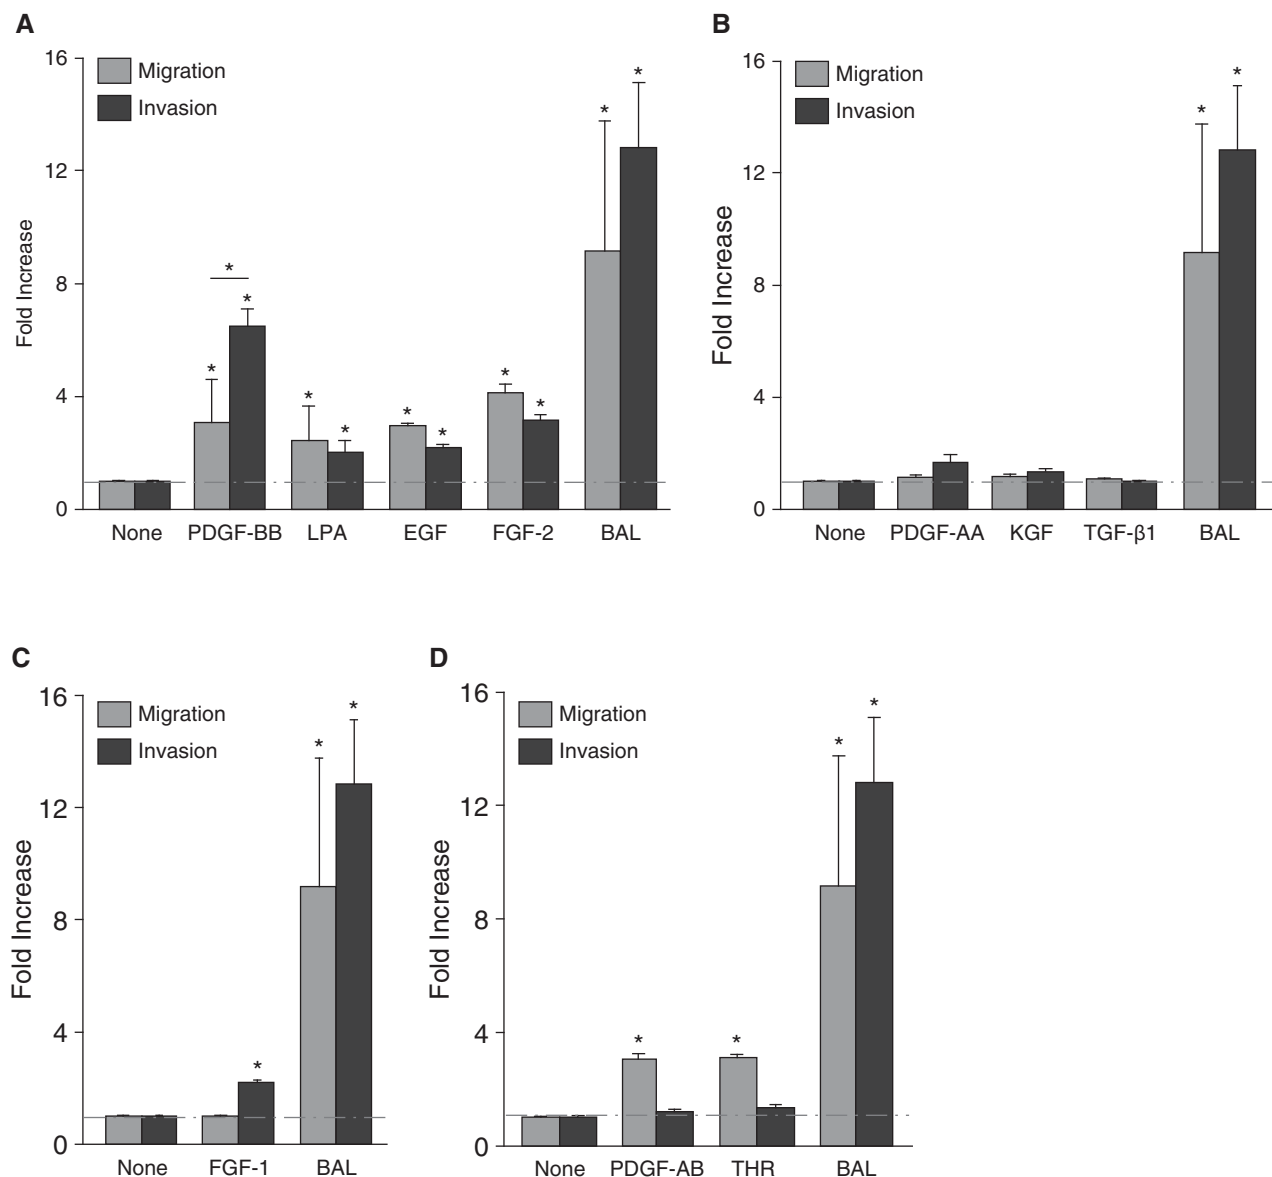 A
16
12
8
4
0
Fold Increase
Migration
Invasion
*
*
*
*
*
*
*
*
*
*
*
None PDGF-BB LPA EGF FGF-2 BAL
B
16
12
8
4
0
Fold Increase
Migration
Invasion
*
*
None PDGF-AA KGF TGF-β1 BAL
C
16
12
8
4
0
Fold Increase
Migration
Invasion
*
*
*
None FGF-1 BAL
D
16
12
8
4
0
Fold Increase
Migration
Invasion
*
*
*
*
None PDGF-AB THR BAL